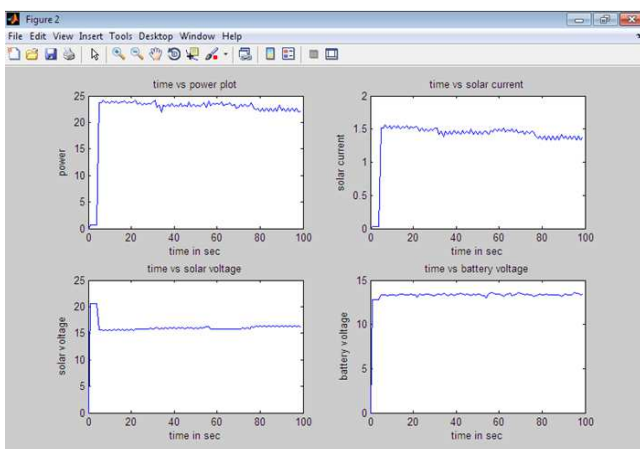 Figure 2
File Edit View Insert Tools Desktop Window Help
time vs power plot
25
20
15
10
5
0
power
0 20 40 60 80 100
time in sec
time vs solar current
2
1.5
1
0.5
0
solar current
0 20 40 60 80 100
time in sec
time vs solar voltage
25
20
15
10
5
0
solar voltage
0 20 40 60 80 100
time in sec
time vs battery voltage
15
10
5
0
battery voltage
0 20 40 60 80 100
time in sec